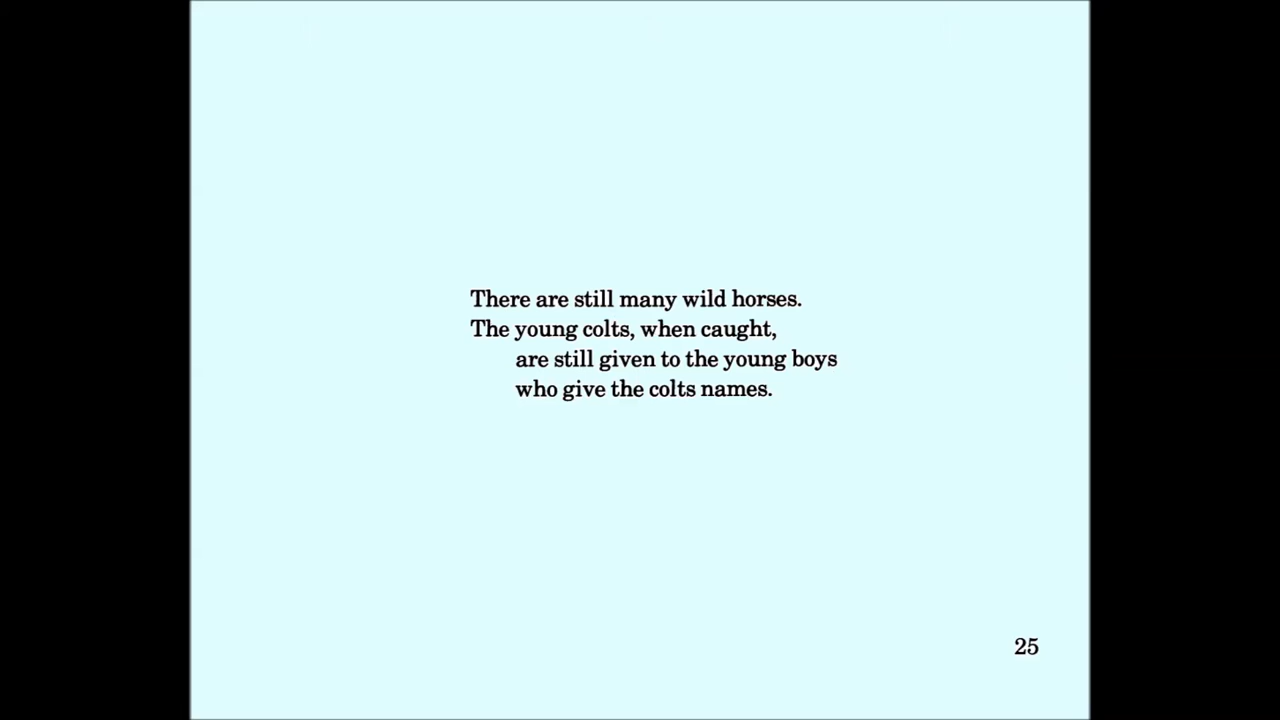 There are still many wild horses.
The young colts, when caught,
are still given to the young boys
who give the colts names.
25